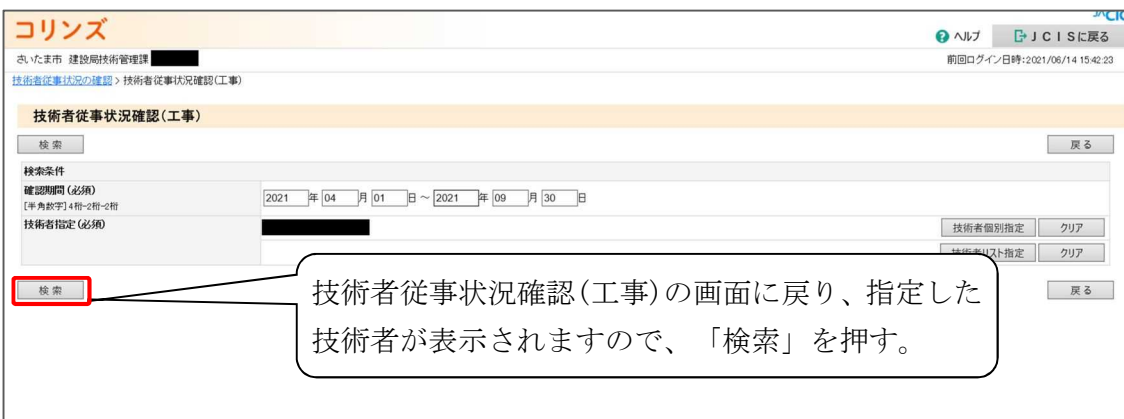 JACIC
コリンズ
ヘルプ JCISに戻る
さいたま市 建設局技術管理課
前回ログイン日時:2021/06/14 15:42:23
技術者従事状況の確認 > 技術者従事状況確認(工事)
技術者従事状況確認(工事)
検索 戻る
検索条件
確認期間(必須)
[半角数字]4桁-2桁-2桁
2021 年 04 月 01 日 ~ 2021 年 09 月 30 日
技術者指定(必須)
技術者個別指定 クリア
技術者リスト指定 クリア
検索 戻る
技術者従事状況確認(工事)の画面に戻り、指定した
技術者が表示されますので、「検索」を押す。